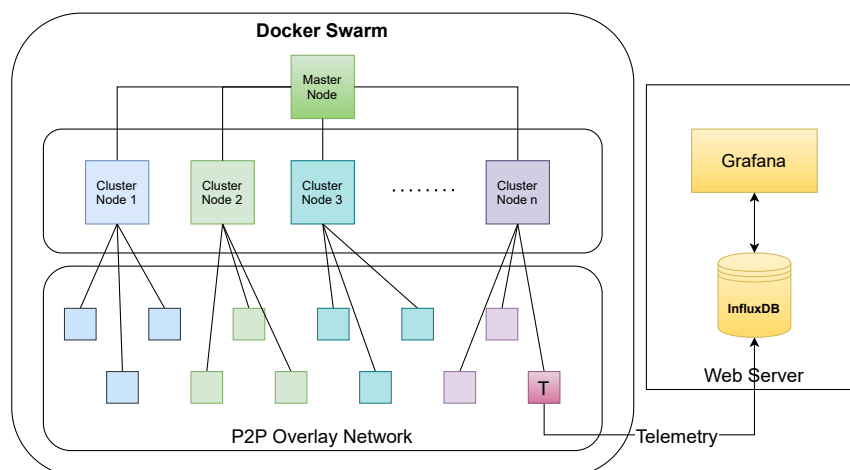 Docker Swarm
Master
Node
Cluster
Node 1
Cluster
Node 2
Cluster
Node 3
........
Cluster
Node n
T
P2P Overlay Network
Telemetry
Grafana
InfluxDB
Web Server